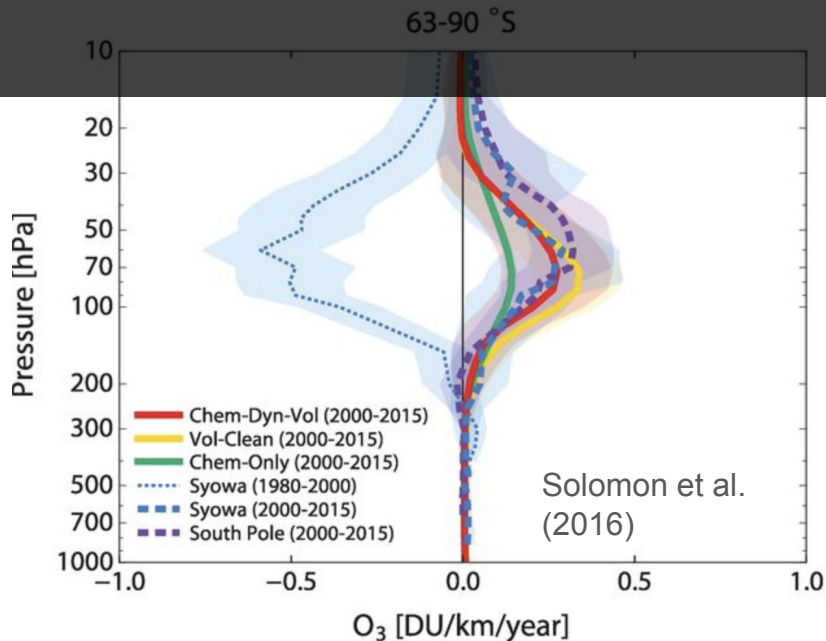 63-90 °S
10
20
30
50
70
100
200
300
500
700
1000
Pressure [hPa]
Chem-Dyn-Vol (2000-2015)
Vol-Clean (2000-2015)
Chem-Only (2000-2015)
Syowa (1980-2000)
Syowa (2000-2015)
South Pole (2000-2015)
Solomon et al.
(2016)
−1.0 −0.5 0.0 0.5 1.0
O₃ [DU/km/year]